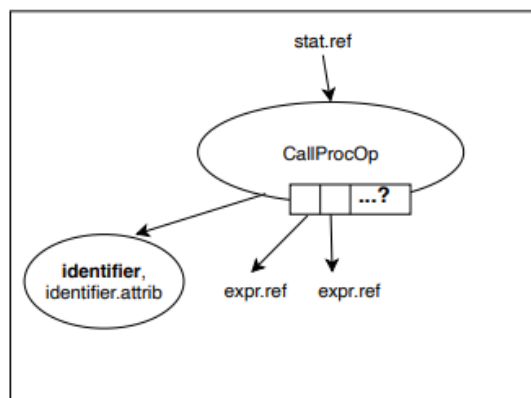 stat.ref
CallProcOp
...?
identifier,
identifier.attrib
expr.ref expr.ref